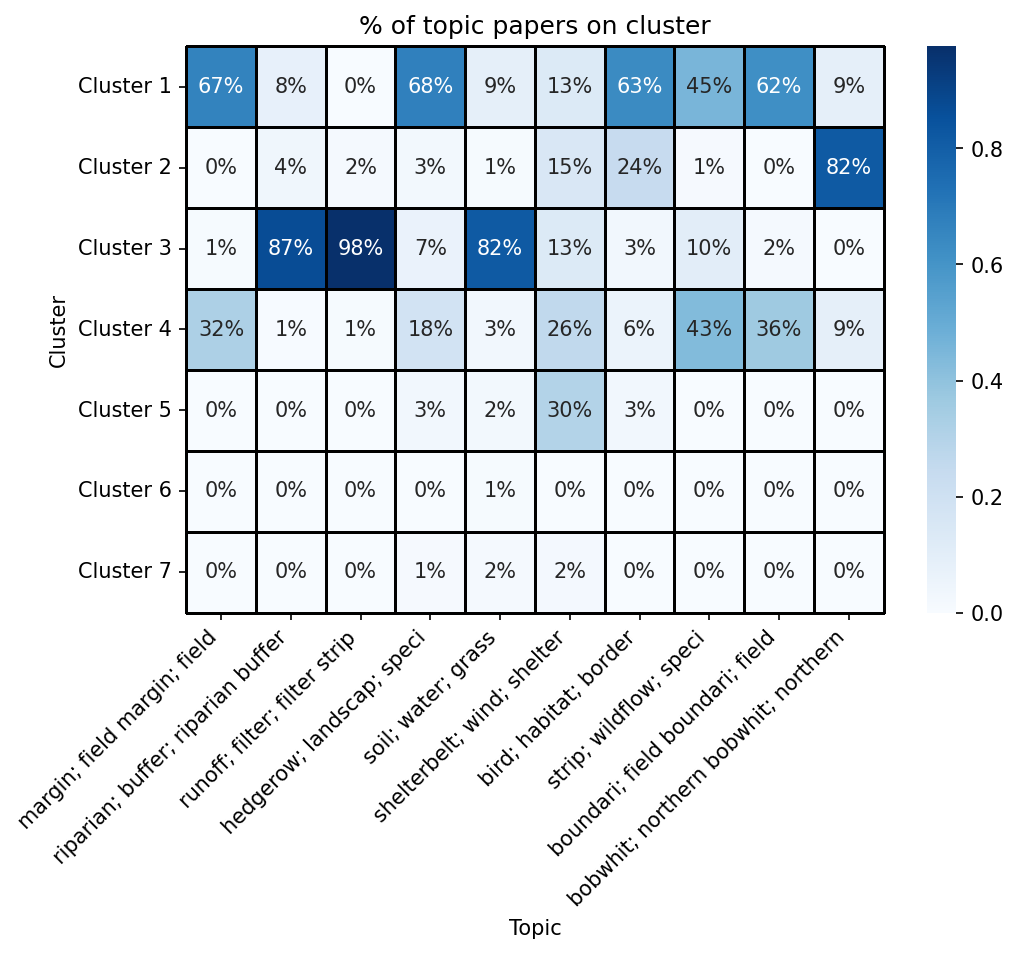 % of topic papers on cluster
Cluster 1 67% 8% 0% 68% 9% 13% 63% 45% 62% 9%
Cluster 2 0% 4% 2% 3% 1% 15% 24% 1% 0% 82%
Cluster 3 1% 87% 98% 7% 82% 13% 3% 10% 2% 0%
Cluster 4 32% 1% 1% 18% 3% 26% 6% 43% 36% 9%
Cluster 5 0% 0% 0% 3% 2% 30% 3% 0% 0% 0%
Cluster 6 0% 0% 0% 0% 1% 0% 0% 0% 0% 0%
Cluster 7 0% 0% 0% 1% 2% 2% 0% 0% 0% 0%
Cluster
margin; field margin; field
riparian; buffer; riparian buffer
runoff; filter; filter strip
hedgerow; landscap; speci
soil; water; grass
shelterbelt; wind; shelter
bird; habitat; border
strip; wildflow; speci
boundari; field boundari; field
bobwhit; northern bobwhit; northern
Topic
0.8
0.6
0.4
0.2
0.0